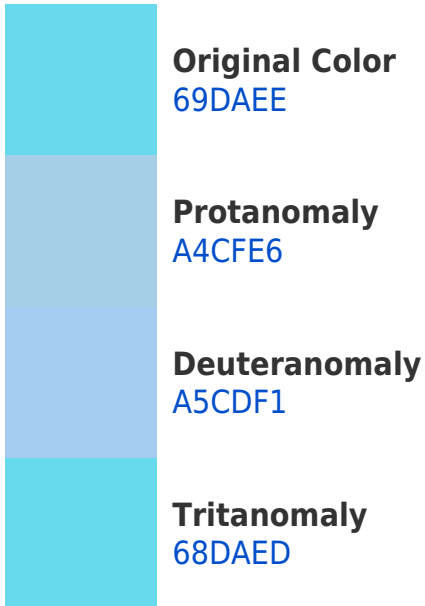 Original Color
69DAEE
Protanomaly
A4CFE6
Deuteranomaly
A5CDF1
Tritanomaly
68DAED